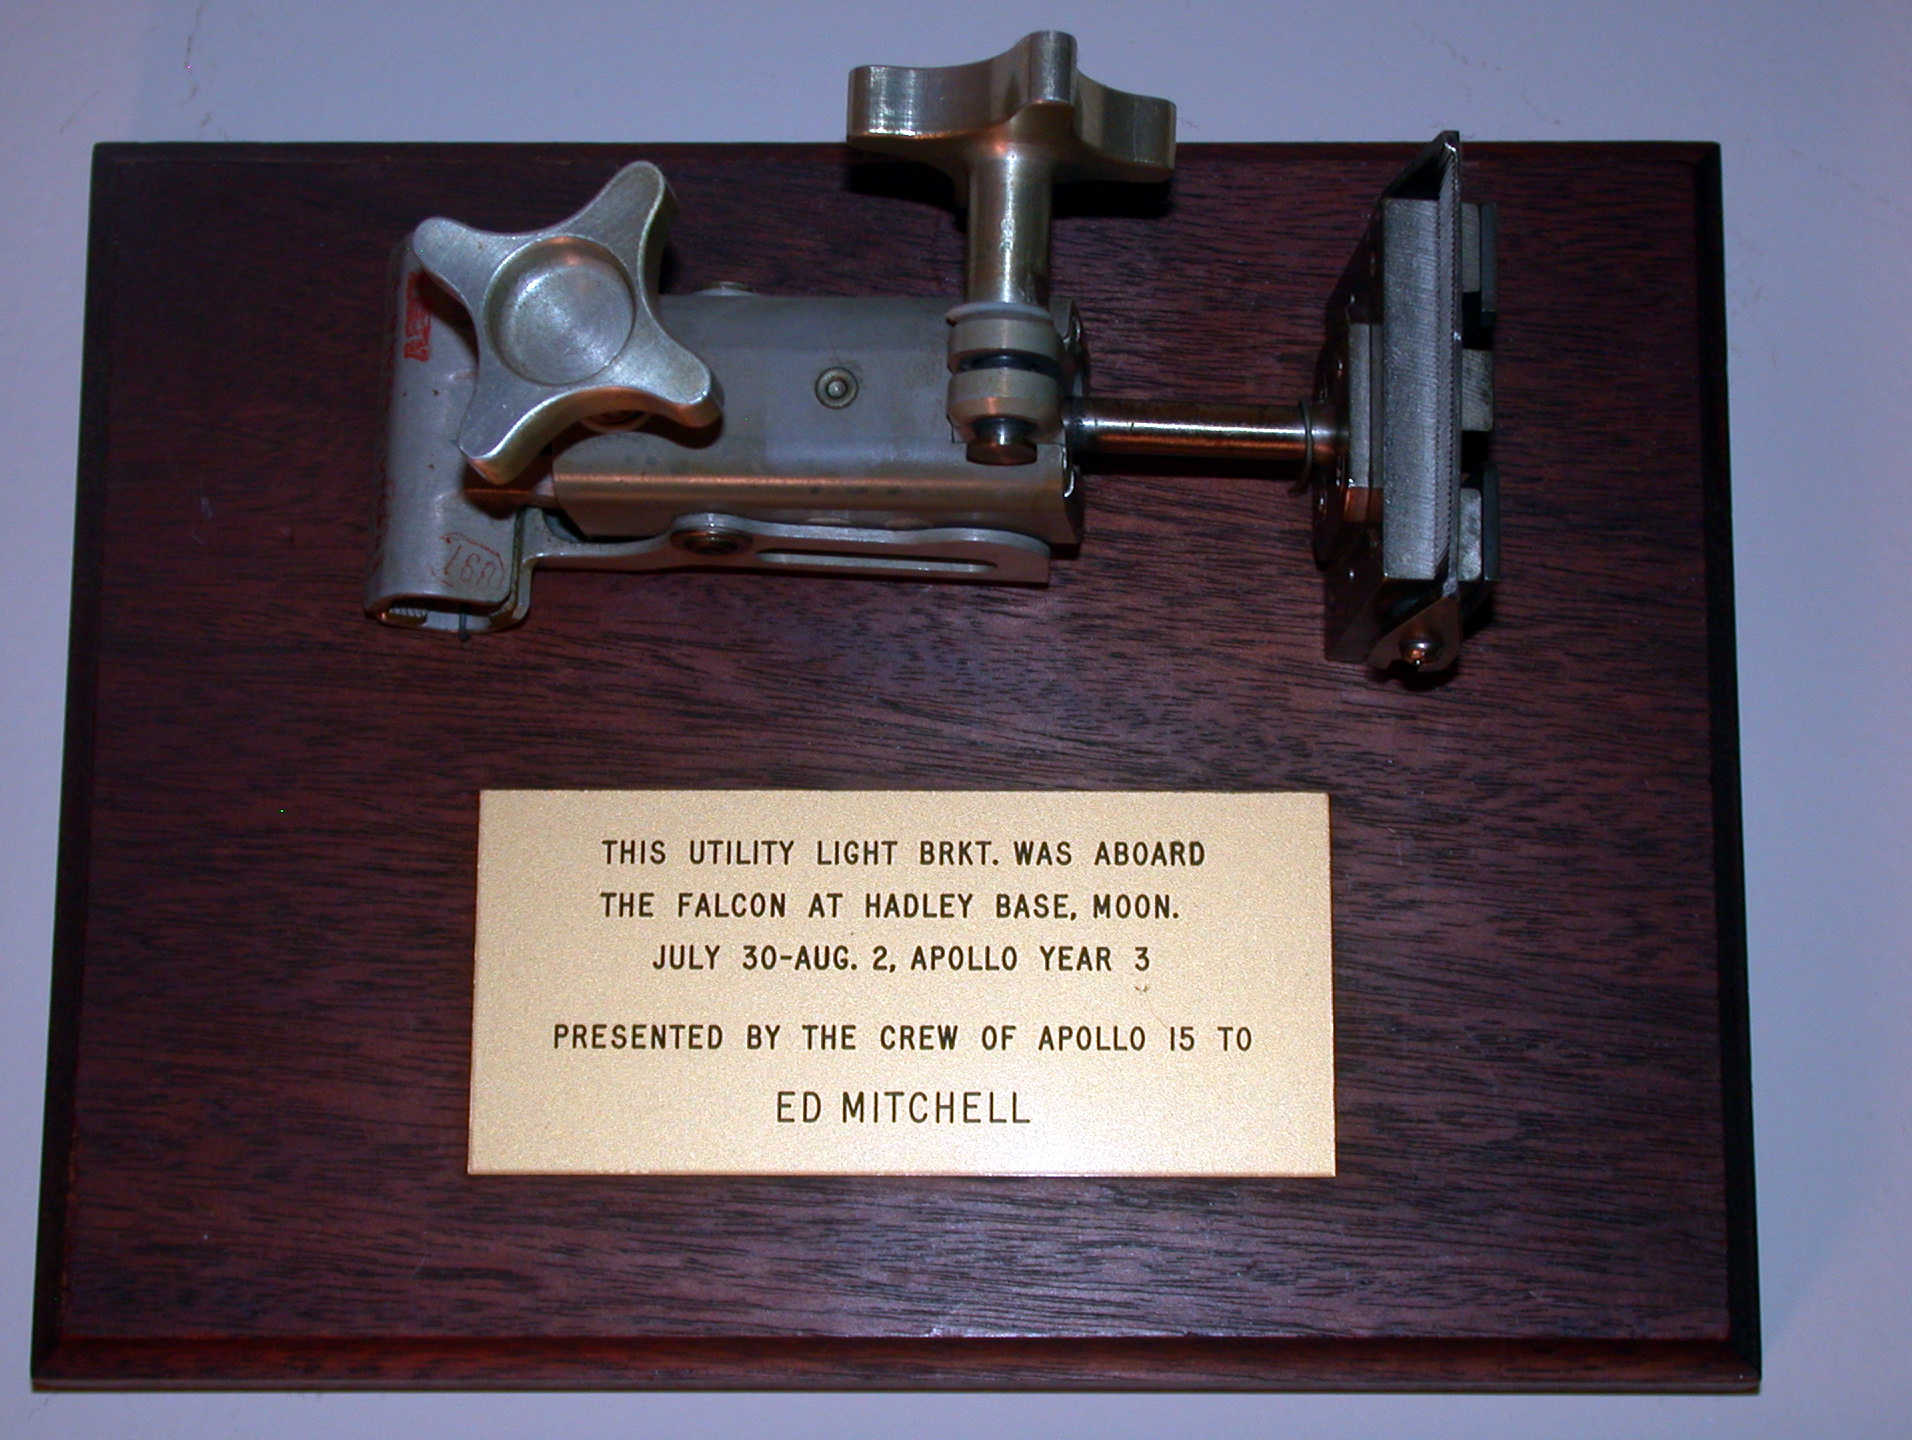 THIS UTILITY LIGHT BRKT. WAS ABOARD
THE FALCON AT HADLEY BASE, MOON.
JULY 30-AUG. 2, APOLLO YEAR 3
PRESENTED BY THE CREW OF APOLLO 15 TO
ED MITCHELL